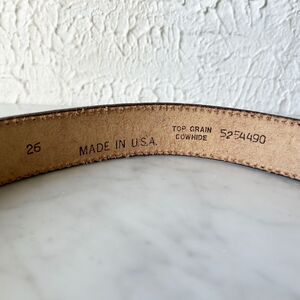 26
MADE IN U.S.A.
TOP GRAIN
COWHIDE
5254490